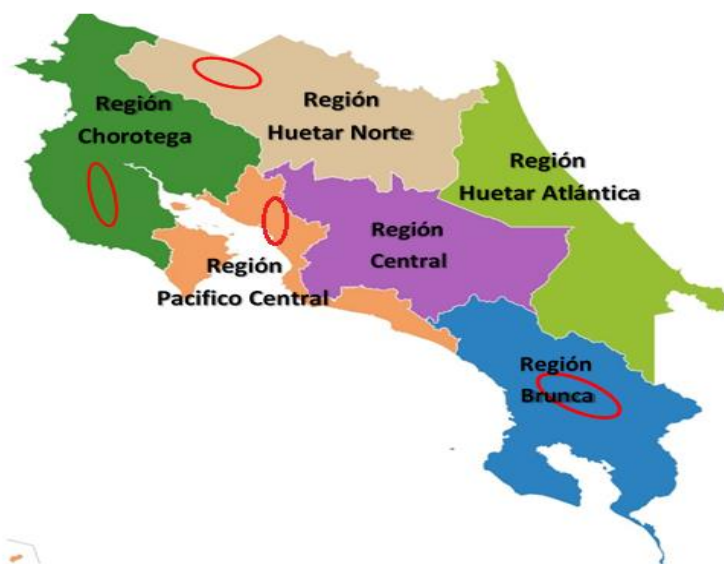 Región
Chorotega
Región
Huetar Norte
Región
Huetar Atlántica
Región
Central
Región
Pacifico Central
Región
Brunca